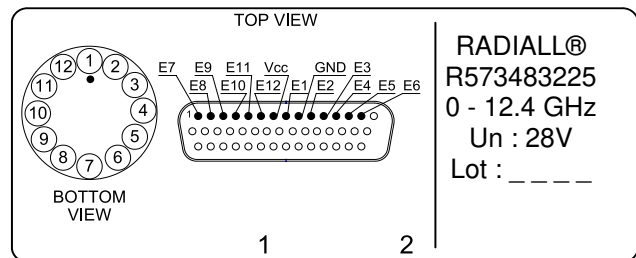 TOP VIEW
E7 E9 E11 Vcc GND E3
E8 E10 E12 E1 E2 E4 E5 E6
1
12 1 2
11 3
10 4
9 5
8 7 6
BOTTOM
VIEW
1 2
RADIALL®
R573483225
0 - 12.4 GHz
Un : 28V
Lot : _ _ _ _